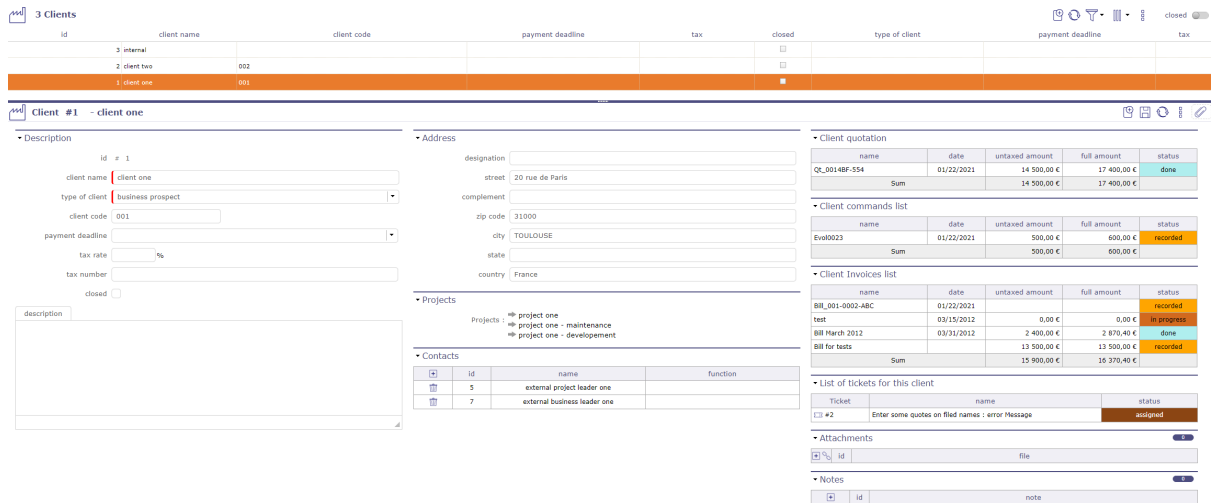 3 Clients
closed
id client name client code payment deadline tax closed type of client payment deadline tax
3 internal
2 client two 002
1 client one 001
Client #1 - client one
Description
id # 1
client name client one
type of client business prospect
client code 001
payment deadline
tax rate %
tax number
closed
description
Address
designation
street 20 rue de Paris
complement
zip code 31000
city TOULOUSE
state
country France
Projects
Projects : project one
project one - maintenance
project one - developement
Contacts
id name function
5 external project leader one
7 external business leader one
Client quotation
name date untaxed amount full amount status
Qt_0014BF-554 01/22/2021 14 500,00 € 17 400,00 € done
Sum 14 500,00 € 17 400,00 €
Client commands list
name date untaxed amount full amount status
Evol0023 01/22/2021 500,00 € 600,00 € recorded
Sum 500,00 € 600,00 €
Client Invoices list
name date untaxed amount full amount status
Bill_001-0002-ABC 01/22/2021 recorded
test 03/15/2012 0,00 € 0,00 € in progress
Bill March 2012 03/31/2012 2 400,00 € 2 870,40 € done
Bill for tests 13 500,00 € 13 500,00 € recorded
Sum 15 900,00 € 16 370,40 €
List of tickets for this client
Ticket name status
#2 Enter some quotes on filed names : error Message assigned
Attachments 0
id file
Notes 0
id note